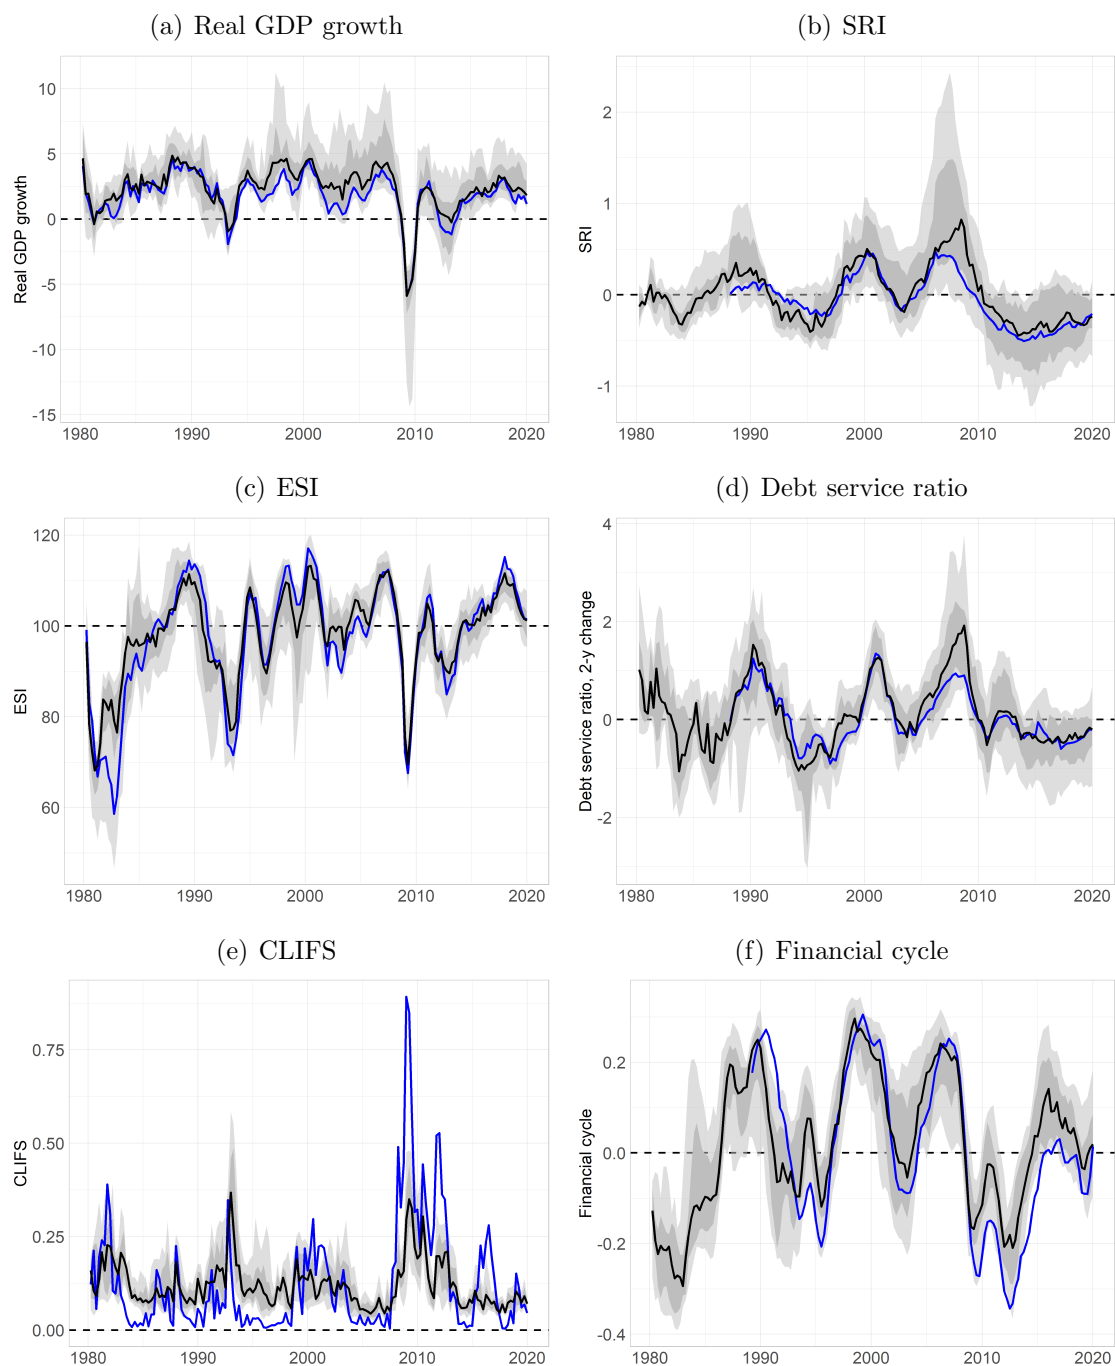 (a) Real GDP growth
Real GDP growth
10
5
0
-5
-10
-15
1980 1990 2000 2010 2020
(b) SRI
SRI
2
1
0
-1
1980 1990 2000 2010 2020
(c) ESI
ESI
120
100
80
60
1980 1990 2000 2010 2020
(d) Debt service ratio
Debt service ratio, 2-y change
4
2
0
-2
1980 1990 2000 2010 2020
(e) CLIFS
CLIFS
0.75
0.50
0.25
0.00
1980 1990 2000 2010 2020
(f) Financial cycle
Financial cycle
0.2
0.0
-0.2
-0.4
1980 1990 2000 2010 2020